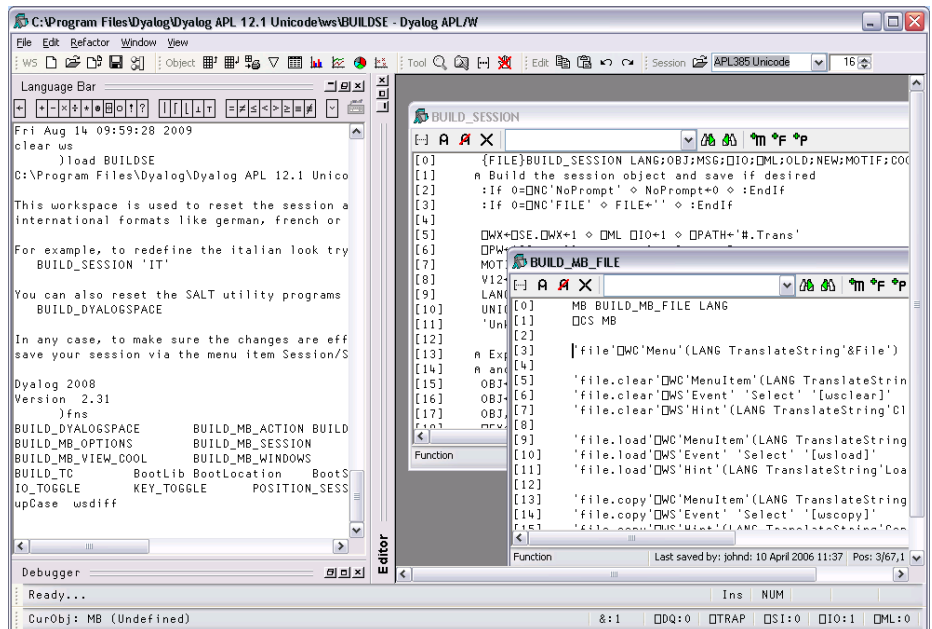 C:\Program Files\Dyalog\Dyalog APL 12.1 Unicode\ws\BUILDSE - Dyalog APL/W
File Edit Refactor Window View
WS Object Tool Edit Session APL385 Unicode 16
Language Bar
← + - × ÷ * ⍟ ⌹ ○ ! ? | ⌈ ⌊ ⊥ ⊤ = ≠ ≤ < > ≥ ≡ ≢
Fri Aug 14 09:59:28 2009
clear ws
)load BUILDSE
C:\Program Files\Dyalog\Dyalog APL 12.1 Unico
This workspace is used to reset the session a
international formats like german, french or
For example, to redefine the italian look try
BUILD_SESSION 'IT'
You can also reset the SALT utility programs
BUILD_DYALOGSPACE
In any case, to make sure the changes are eff
save your session via the menu item Session/S
Dyalog 2008
Version 2.31
)fns
BUILD_DYALOGSPACE BUILD_MB_ACTION BUILD
BUILD_MB_OPTIONS BUILD_MB_SESSION
BUILD_MB_VIEW_COOL BUILD_MB_WINDOWS
BUILD_TC BootLib BootLocation BootS
IO_TOGGLE KEY_TOGGLE POSITION_SESS
upCase wsdiff
Debugger
Editor
BUILD_SESSION
[0] {FILE}BUILD_SESSION LANG;OBJ;MSG;⎕IO;⎕ML;OLD;NEW;MOTIF;COO
[1] ⍝ Build the session object and save if desired
[2] :If 0=⎕NC'NoPrompt' ⋄ NoPrompt←0 ⋄ :EndIf
[3] :If 0=⎕NC'FILE' ⋄ FILE←'' ⋄ :EndIf
[4]
[5] ⎕WX←⎕SE.⎕WX←1 ⋄ ⎕ML ⎕IO←1 ⋄ ⎕PATH←'#.Trans'
[6] ⎕PW←
[7] MOT
[8] V12←
[9] LANG
[10] UNI
[11] 'Unk
[12]
[13] ⍝ Exp
[14] ⍝ and
[15] OBJ←
[16] OBJ←
[17] OBJ,
Function
BUILD_MB_FILE
[0] MB BUILD_MB_FILE LANG
[1] ⎕CS MB
[2]
[3] 'file'⎕WC'Menu'(LANG TranslateString'&File')
[4]
[5] 'file.clear'⎕WC'MenuItem'(LANG TranslateStrin
[6] 'file.clear'⎕WS'Event' 'Select' '[wsclear]'
[7] 'file.clear'⎕WS'Hint'(LANG TranslateString'Cl
[8]
[9] 'file.load'⎕WC'MenuItem'(LANG TranslateString
[10] 'file.load'⎕WS'Event' 'Select' '[wsload]'
[11] 'file.load'⎕WS'Hint'(LANG TranslateString'Loa
[12]
[13] 'file.copy'⎕WC'MenuItem'(LANG TranslateString
[14] 'file.copy'⎕WS'Event' 'Select' '[wscopy]'
[15] 'file.copy'⎕WS'Hint'(LANG TranslateString'Cop
Function Last saved by: johnd: 10 April 2006 11:37 Pos: 3/67,1
Ready... Ins NUM
CurObj: MB (Undefined) &:1 ⎕DQ:0 ⎕TRAP ⎕SI:0 ⎕IO:1 ⎕ML:0